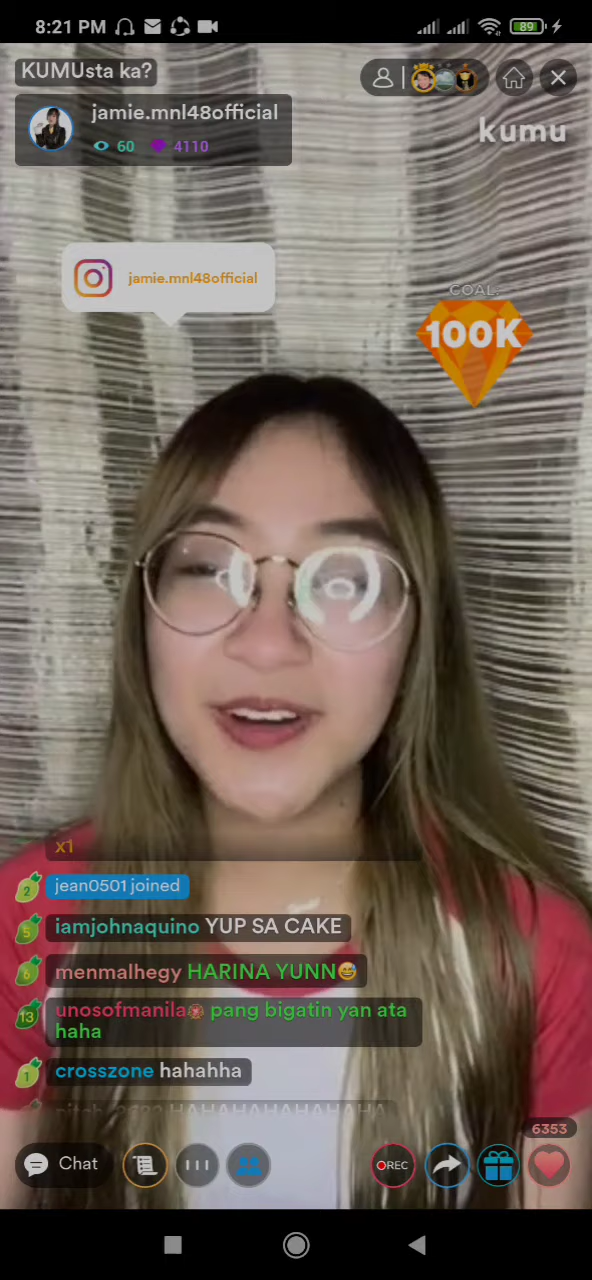 8:21 PM
89
KUMUsta ka?
jamie.mnl48official
60 4110
kumu
jamie.mnl48official
GOAL:
100K
x1
2 jean0501 joined
5 iamjohnaquino YUP SA CAKE
6 menmalhegy HARINA YUNN😅
13 unosofmanila pang bigatin yan ata
haha
1 crosszone hahahha
HAHAHAHAHAHAHA
6353
Chat
REC